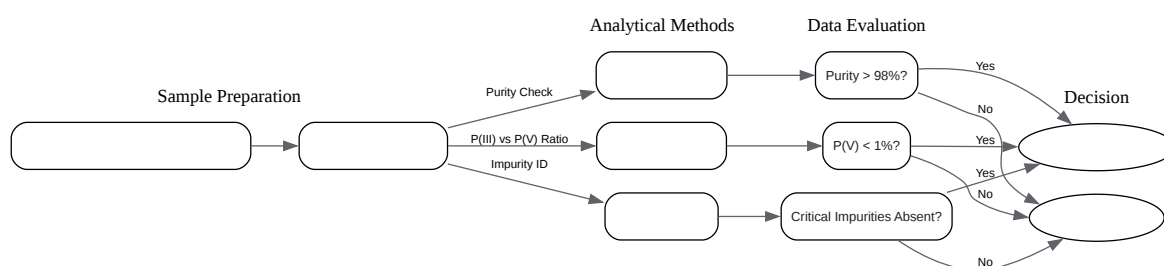 Analytical Methods
Data Evaluation
Sample Preparation
Decision
Purity Check
P(III) vs P(V) Ratio
Impurity ID
Purity > 98%?
P(V) < 1%?
Critical Impurities Absent?
Yes
No
Yes
Yes
No
No